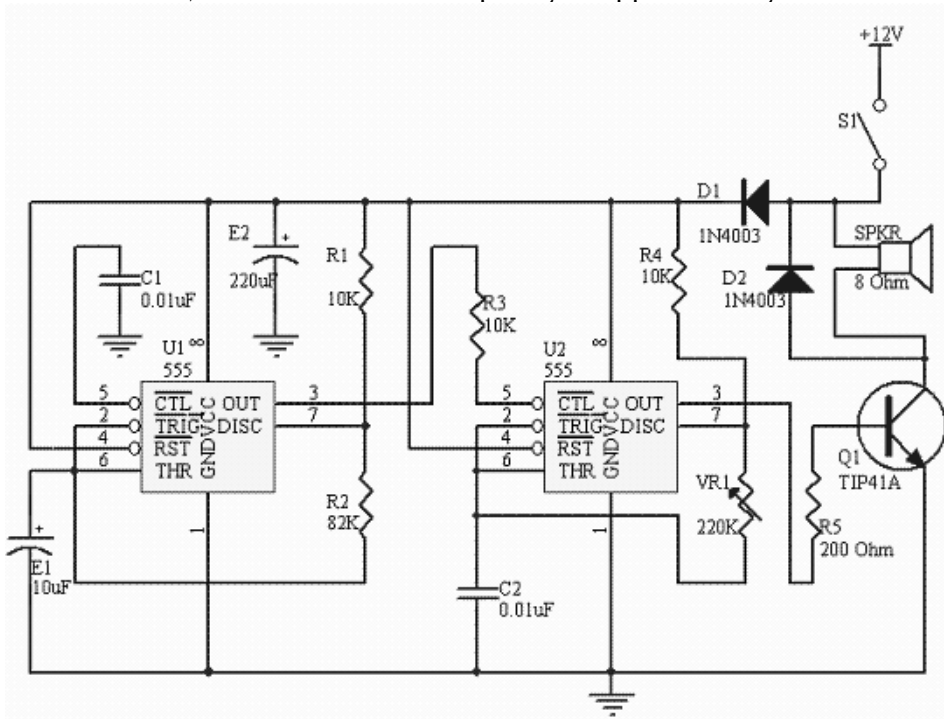 +12V
S1
D1
1N4003
SPKR
8 Ohm
E2
+
220uF
R1
10K
R4
10K
D2
1N4003
C1
0.01uF
R3
10K
U1
555
8
U2
555
8
5
2
4
6
CTL
TRIG
RST
THR
VCC
GND
OUT
DISC
3
7
1
5
2
4
6
CTL
TRIG
RST
THR
VCC
GND
OUT
DISC
3
7
1
Q1
TIP41A
R2
82K
VR1
220K
R5
200 Ohm
+
E1
10uF
C2
0.01uF